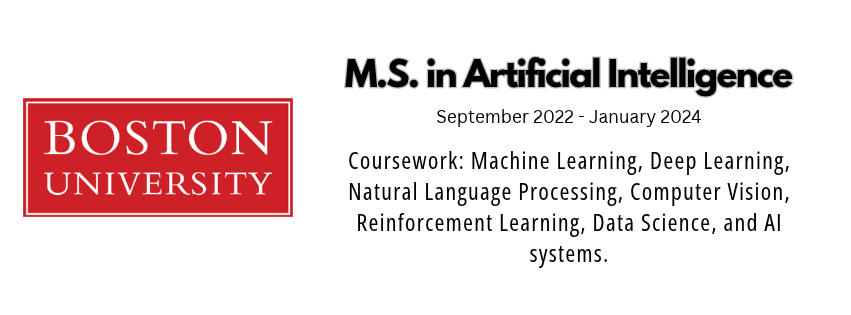 BOSTON
UNIVERSITY
M.S. in Artificial Intelligence
September 2022 - January 2024
Coursework: Machine Learning, Deep Learning,
Natural Language Processing, Computer Vision,
Reinforcement Learning, Data Science, and AI
systems.